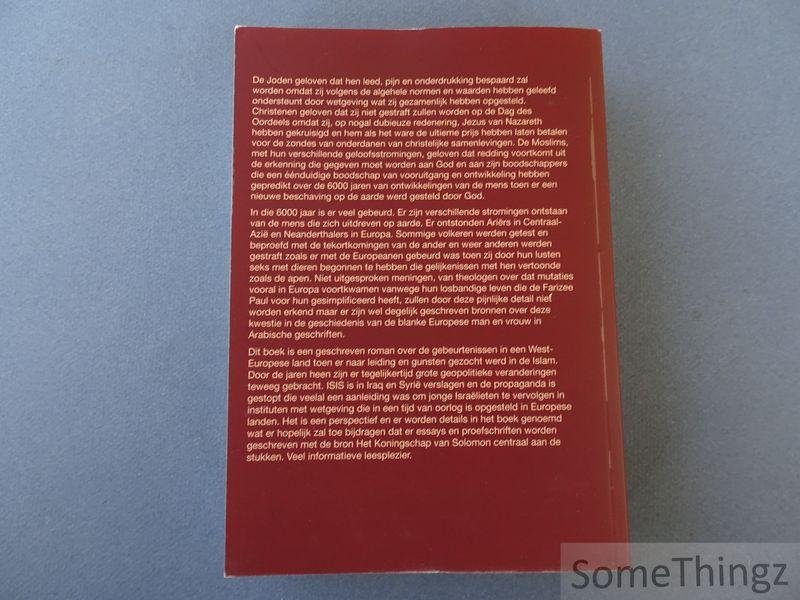 De Joden geloven dat hen leed, pijn en onderdrukking bespaard zal
worden omdat zij volgens de algehele normen en waarden hebben geleefd
ondersteunt door wetgeving wat zij gezamenlijk hebben opgesteld.
Christenen geloven dat zij niet gestraft zullen worden op de Dag des
Oordeels omdat zij, op nogal dubieuze redenering, Jezus van Nazareth
hebben gekruisigd en hem als het ware de ultieme prijs hebben laten betalen
voor de zondes van onderdanen van christelijke samenlevingen. De Moslims,
met hun verschillende geloofsstromingen, geloven dat redding voortkomt uit
de erkenning die gegeven moet worden aan God en aan zijn boodschappers
die een éénduidige boodschap van vooruitgang en ontwikkeling hebben
gepredikt over de 6000 jaren van ontwikkelingen van de mens toen er een
nieuwe beschaving op de aarde werd gesteld door God.
In die 6000 jaar is er veel gebeurd. Er zijn verschillende stromingen ontstaan
van de mens die zich uitdreven op aarde. Er ontstonden Ariërs in Centraal-
Azië en Neanderthalers in Europa. Sommige volkeren werden getest en
beproefd met de tekortkomingen van de ander en weer anderen werden
gestraft zoals er met de Europeanen gebeurd was toen zij door hun lusten
seks met dieren begonnen te hebben die gelijkenissen met hen vertoonde
zoals de apen. Niet uitgesproken meningen, van theologen over dat mutaties
vooral in Europa voortkwamen vanwege hun losbandige leven die de Farizee
Paul voor hun gesimplificeerd heeft, zullen door deze pijnlijke detail niet
worden erkend maar er zijn wel degelijk geschreven bronnen over deze
kwestie in de geschiedenis van de blanke Europese man en vrouw in
Arabische geschriften.
Dit boek is een geschreven roman over de gebeurtenissen in een West-
Europese land toen er naar leiding en gunsten gezocht werd in de Islam.
Door de jaren heen zijn er tegelijkertijd grote geopolitieke veranderingen
teweeg gebracht. ISIS is in Iraq en Syrië verslagen en de propaganda is
gestopt die veelal een aanleiding was om jonge Israëlieten te vervolgen in
instituten met wetgeving die in een tijd van oorlog is opgesteld in Europese
landen. Het is een perspectief en er worden details in het boek genoemd
wat er hopelijk zal toe bijdragen dat er essays en proefschriften worden
geschreven met de bron Het Koningschap van Solomon centraal aan de
stukken. Veel informatieve leesplezier.
SomeThingz